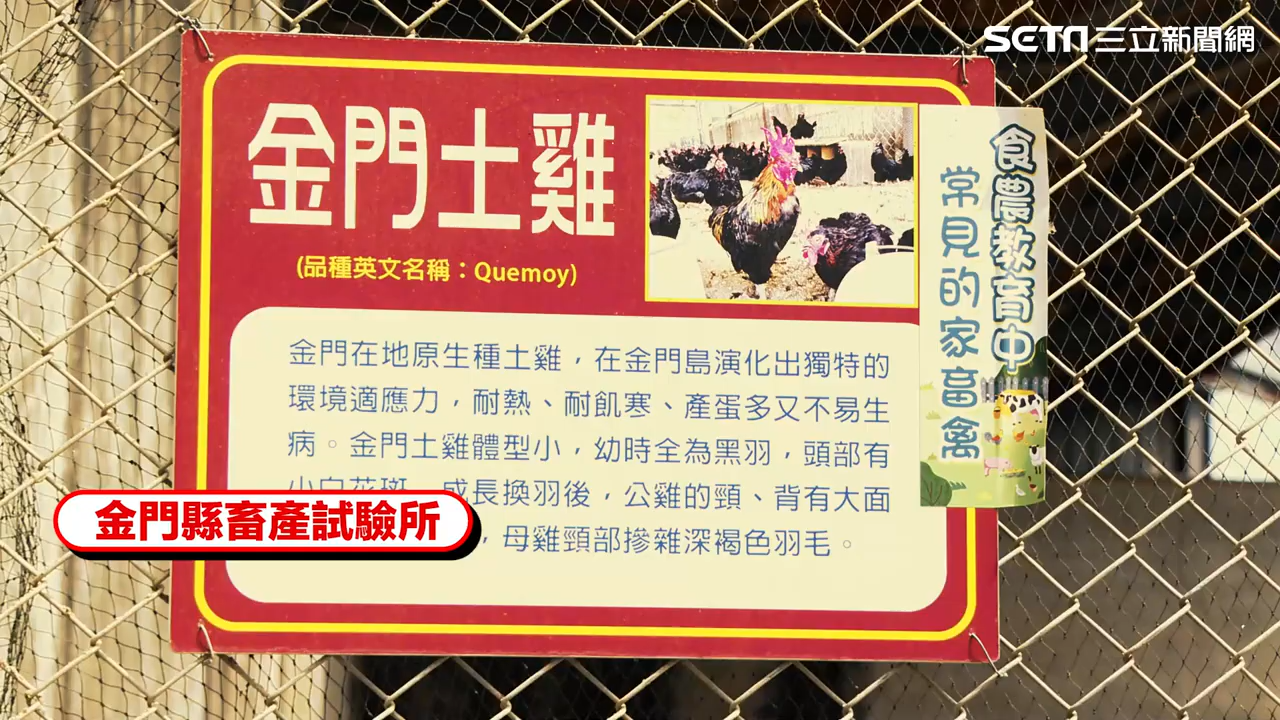 SETN三立新聞網
金門土雞
(品種英文名稱：Quemoy)
食農教育中
常見的家畜禽
金門在地原生種土雞，在金門島演化出獨特的
環境適應力，耐熱、耐飢寒、產蛋多又不易生
病。金門土雞體型小，幼時全為黑羽，頭部有
小白花斑，成長換羽後，公雞的頸、背有大面
，母雞頸部摻雜深褐色羽毛。
金門縣畜產試驗所